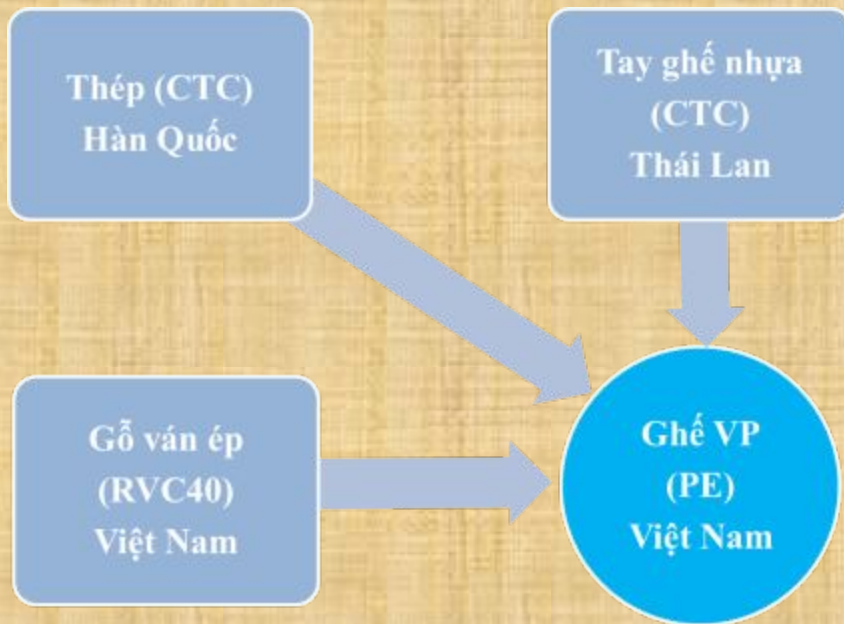 Thép (CTC)
Hàn Quốc
Tay ghế nhựa
(CTC)
Thái Lan
Gỗ ván ép
(RVC40)
Việt Nam
Ghế VP
(PE)
Việt Nam